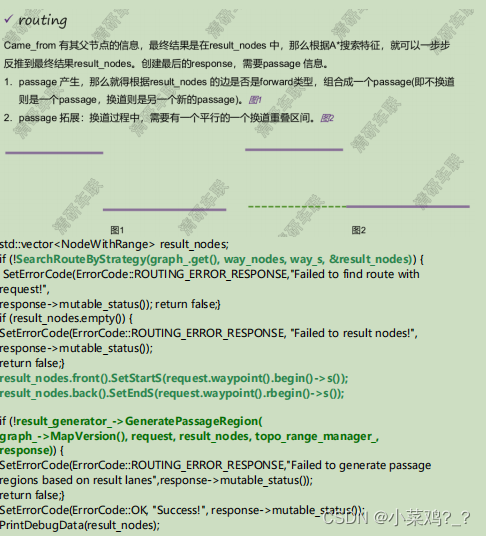 ✓ routing
Came_from 有其父节点的信息，最终结果是在result_nodes 中，那么根据A*搜索特征，就可以一步步
反推到最终结果result_nodes。创建最后的response，需要passage 信息。
1. passage 产生，那么就得根据result_nodes 的边是否是forward类型，组合成一个passage(即不换道
则是一个passage，换道则是另一个新的passage)。图1
2. passage 拓展：换道过程中，需要有一个平行的一个换道重叠区间。图2
图1 图2
std::vector<NodeWithRange> result_nodes;
if (!SearchRouteByStrategy(graph_.get(), way_nodes, way_s, &result_nodes)) {
SetErrorCode(ErrorCode::ROUTING_ERROR_RESPONSE,"Failed to find route with
request!",
response->mutable_status()); return false;}
if (result_nodes.empty()) {
SetErrorCode(ErrorCode::ROUTING_ERROR_RESPONSE, "Failed to result nodes!",
response->mutable_status());
return false;}
result_nodes.front().SetStartS(request.waypoint().begin()->s());
result_nodes.back().SetEndS(request.waypoint().rbegin()->s());
if (!result_generator_->GeneratePassageRegion(
graph_->MapVersion(), request, result_nodes, topo_range_manager_,
response)) {
SetErrorCode(ErrorCode::ROUTING_ERROR_RESPONSE,"Failed to generate passage
regions based on result lanes",response->mutable_status());
return false;}
SetErrorCode(ErrorCode::OK, "Success!", response->mutable_status());
PrintDebugData(result_nodes);
CSDN @小菜鸡?_?